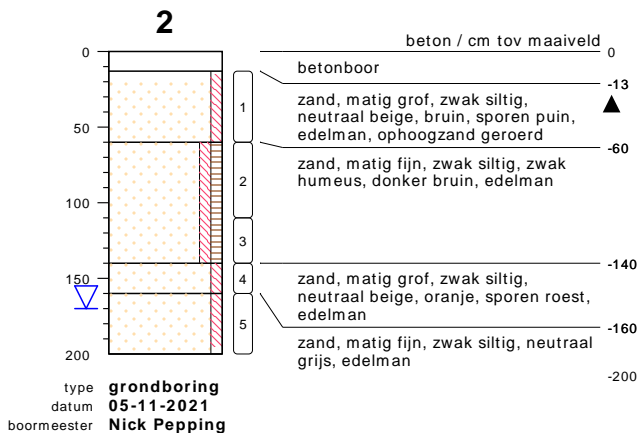 2
beton / cm tov maaiveld
0
0
betonboor
-13
1
zand, matig grof, zwak siltig,
neutraal beige, bruin, sporen puin,
edelman, ophoogzand geroerd
50
-60
2
zand, matig fijn, zwak siltig, zwak
humeus, donker bruin, edelman
100
3
-140
150
4
zand, matig grof, zwak siltig,
neutraal beige, oranje, sporen roest,
edelman
-160
5
zand, matig fijn, zwak siltig, neutraal
grijs, edelman
200
-200
type grondboring
datum 05-11-2021
boormeester Nick Pepping